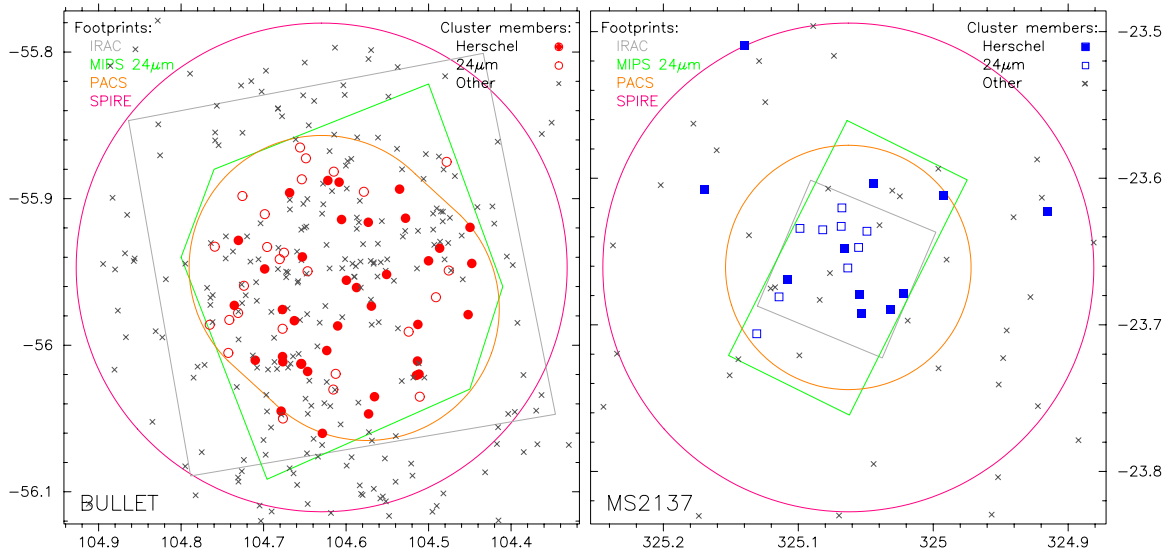 Footprints:
IRAC
MIPS 24μm
PACS
SPIRE
Cluster members:
Herschel
24μm
Other
BULLET
−55.8
−55.9
−56
−56.1
104.9
104.8
104.7
104.6
104.5
104.4
Footprints:
IRAC
MIPS 24μm
PACS
SPIRE
Cluster members:
Herschel
24μm
Other
MS2137
−23.5
−23.6
−23.7
−23.8
325.2
325.1
325
324.9